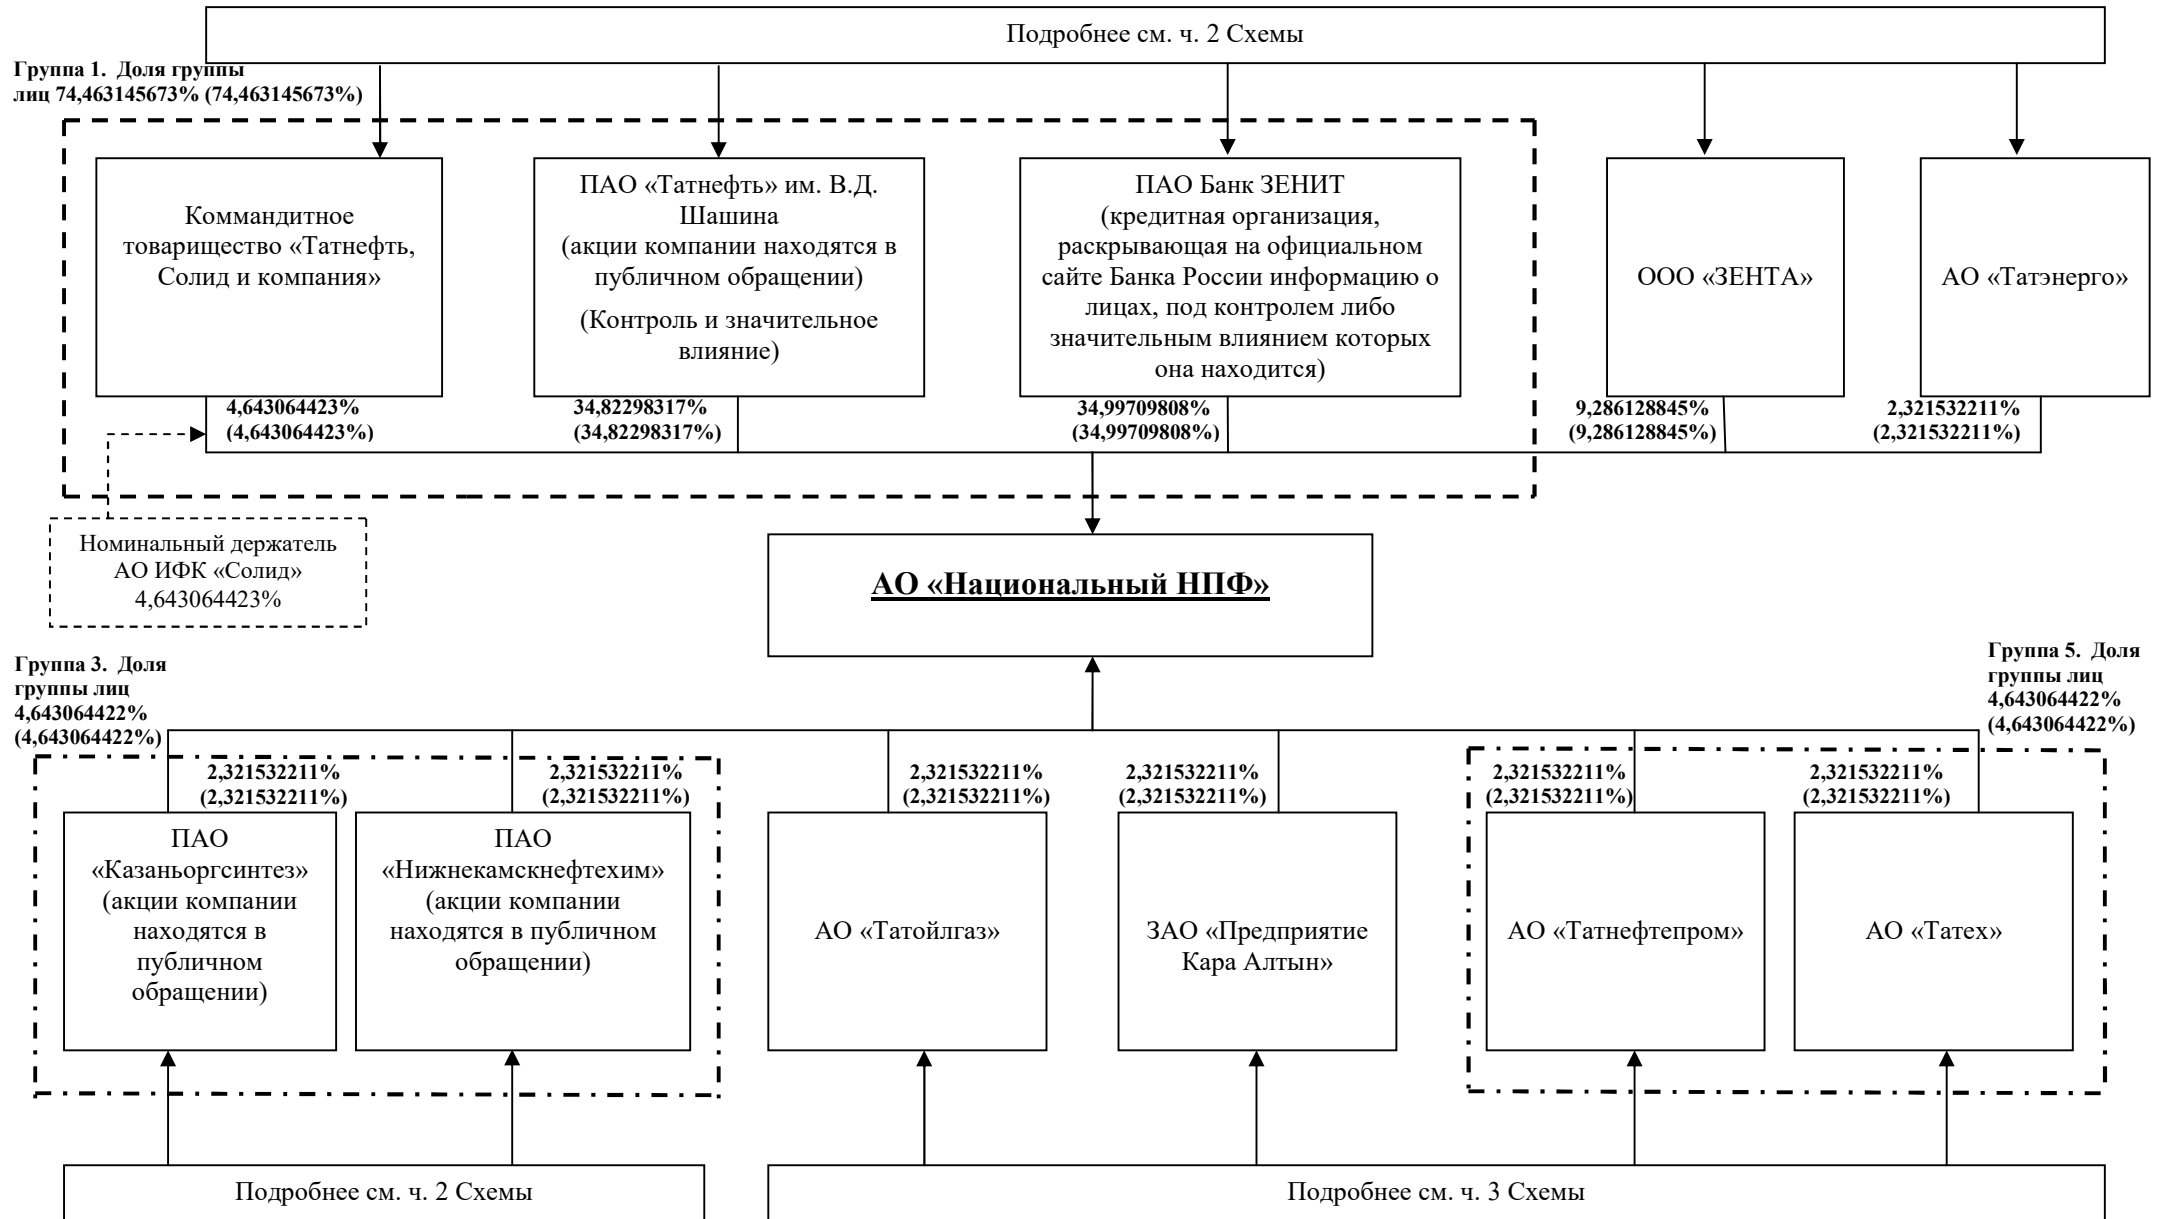 Подробнее см. ч. 2 Схемы
Группа 1. Доля группы
лиц 74,463145673% (74,463145673%)
Коммандитное
товарищество «Татнефть,
Солид и компания»
ПАО «Татнефть» им. В.Д.
Шашина
(акции компании находятся в
публичном обращении)
(Контроль и значительное
влияние)
ПАО Банк ЗЕНИТ
(кредитная организация,
раскрывающая на официальном
сайте Банка России информацию о
лицах, под контролем либо
значительным влиянием которых
она находится)
ООО «ЗЕНТА»
АО «Татэнерго»
4,643064423%
(4,643064423%)
34,82298317%
(34,82298317%)
34,99709808%
(34,99709808%)
9,286128845%
(9,286128845%)
2,321532211%
(2,321532211%)
Номинальный держатель
АО ИФК «Солид»
4,643064423%
АО «Национальный НПФ»
Группа 3. Доля
группы лиц
4,643064422%
(4,643064422%)
Группа 5. Доля
группы лиц
4,643064422%
(4,643064422%)
2,321532211%
(2,321532211%)
2,321532211%
(2,321532211%)
2,321532211%
(2,321532211%)
2,321532211%
(2,321532211%)
2,321532211%
(2,321532211%)
2,321532211%
(2,321532211%)
ПАО
«Казаньоргсинтез»
(акции компании
находятся в
публичном
обращении)
ПАО
«Нижнекамскнефтехим»
(акции компании
находятся в публичном
обращении)
АО «Татойлгаз»
ЗАО «Предприятие
Кара Алтын»
АО «Татнефтепром»
АО «Татех»
Подробнее см. ч. 2 Схемы
Подробнее см. ч. 3 Схемы